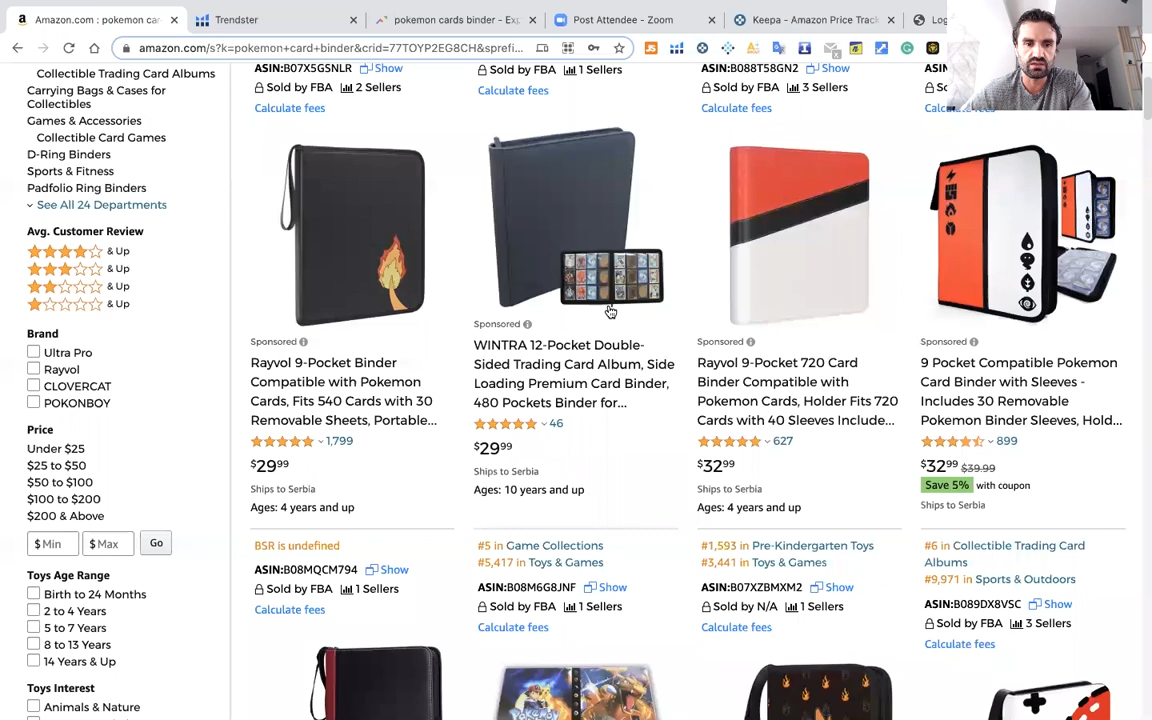 Amazon.com : pokemon car
Trendster
pokemon cards binder - Exp
Post Attendee - Zoom
Keepa - Amazon Price Track
Log
amazon.com/s?k=pokemon+card+binder&crid=77TOYP2EG8CH&sprefi...
Collectible Trading Card Albums
Carrying Bags & Cases for
Collectibles
Games & Accessories
Collectible Card Games
D-Ring Binders
Sports & Fitness
Padfolio Ring Binders
See All 24 Departments
Avg. Customer Review
& Up
& Up
& Up
& Up
Brand
Ultra Pro
Rayvol
CLOVERCAT
POKONBOY
Price
Under $25
$25 to $50
$50 to $100
$100 to $200
$200 & Above
$ Min
$ Max
Go
Toys Age Range
Birth to 24 Months
2 to 4 Years
5 to 7 Years
8 to 13 Years
14 Years & Up
Toys Interest
Animals & Nature
ASIN:B07X5GSNLR Show
Sold by FBA 2 Sellers
Calculate fees
Sold by FBA 1 Sellers
Calculate fees
ASIN:B088T58GN2 Show
Sold by FBA 3 Sellers
Calculate fees
ASIN
Sponsored
Rayvol 9-Pocket Binder
Compatible with Pokemon
Cards, Fits 540 Cards with 30
Removable Sheets, Portable...
1,799
$29.99
Ships to Serbia
Ages: 4 years and up
BSR is undefined
ASIN:B08MQCM794 Show
Sold by FBA 1 Sellers
Calculate fees
Sponsored
WINTRA 12-Pocket Double-
Sided Trading Card Album, Side
Loading Premium Card Binder,
480 Pockets Binder for...
46
$29.99
Ships to Serbia
Ages: 10 years and up
#5 in Game Collections
#5,417 in Toys & Games
ASIN:B08M6G8JNF Show
Sold by FBA 1 Sellers
Calculate fees
Sponsored
Rayvol 9-Pocket 720 Card
Binder Compatible with
Pokemon Cards, Holder Fits 720
Cards with 40 Sleeves Include...
627
$32.99
Ships to Serbia
Ages: 4 years and up
#1,593 in Pre-Kindergarten Toys
#3,441 in Toys & Games
ASIN:B07XZBMXM2 Show
Sold by N/A 1 Sellers
Calculate fees
Sponsored
9 Pocket Compatible Pokemon
Card Binder with Sleeves -
Includes 30 Removable
Pokemon Binder Sleeves, Hold...
899
$32.99 $39.99
Save 5% with coupon
Ships to Serbia
#6 in Collectible Trading Card
Albums
#9,971 in Sports & Outdoors
ASIN:B089DX8VSC Show
Sold by FBA 3 Sellers
Calculate fees